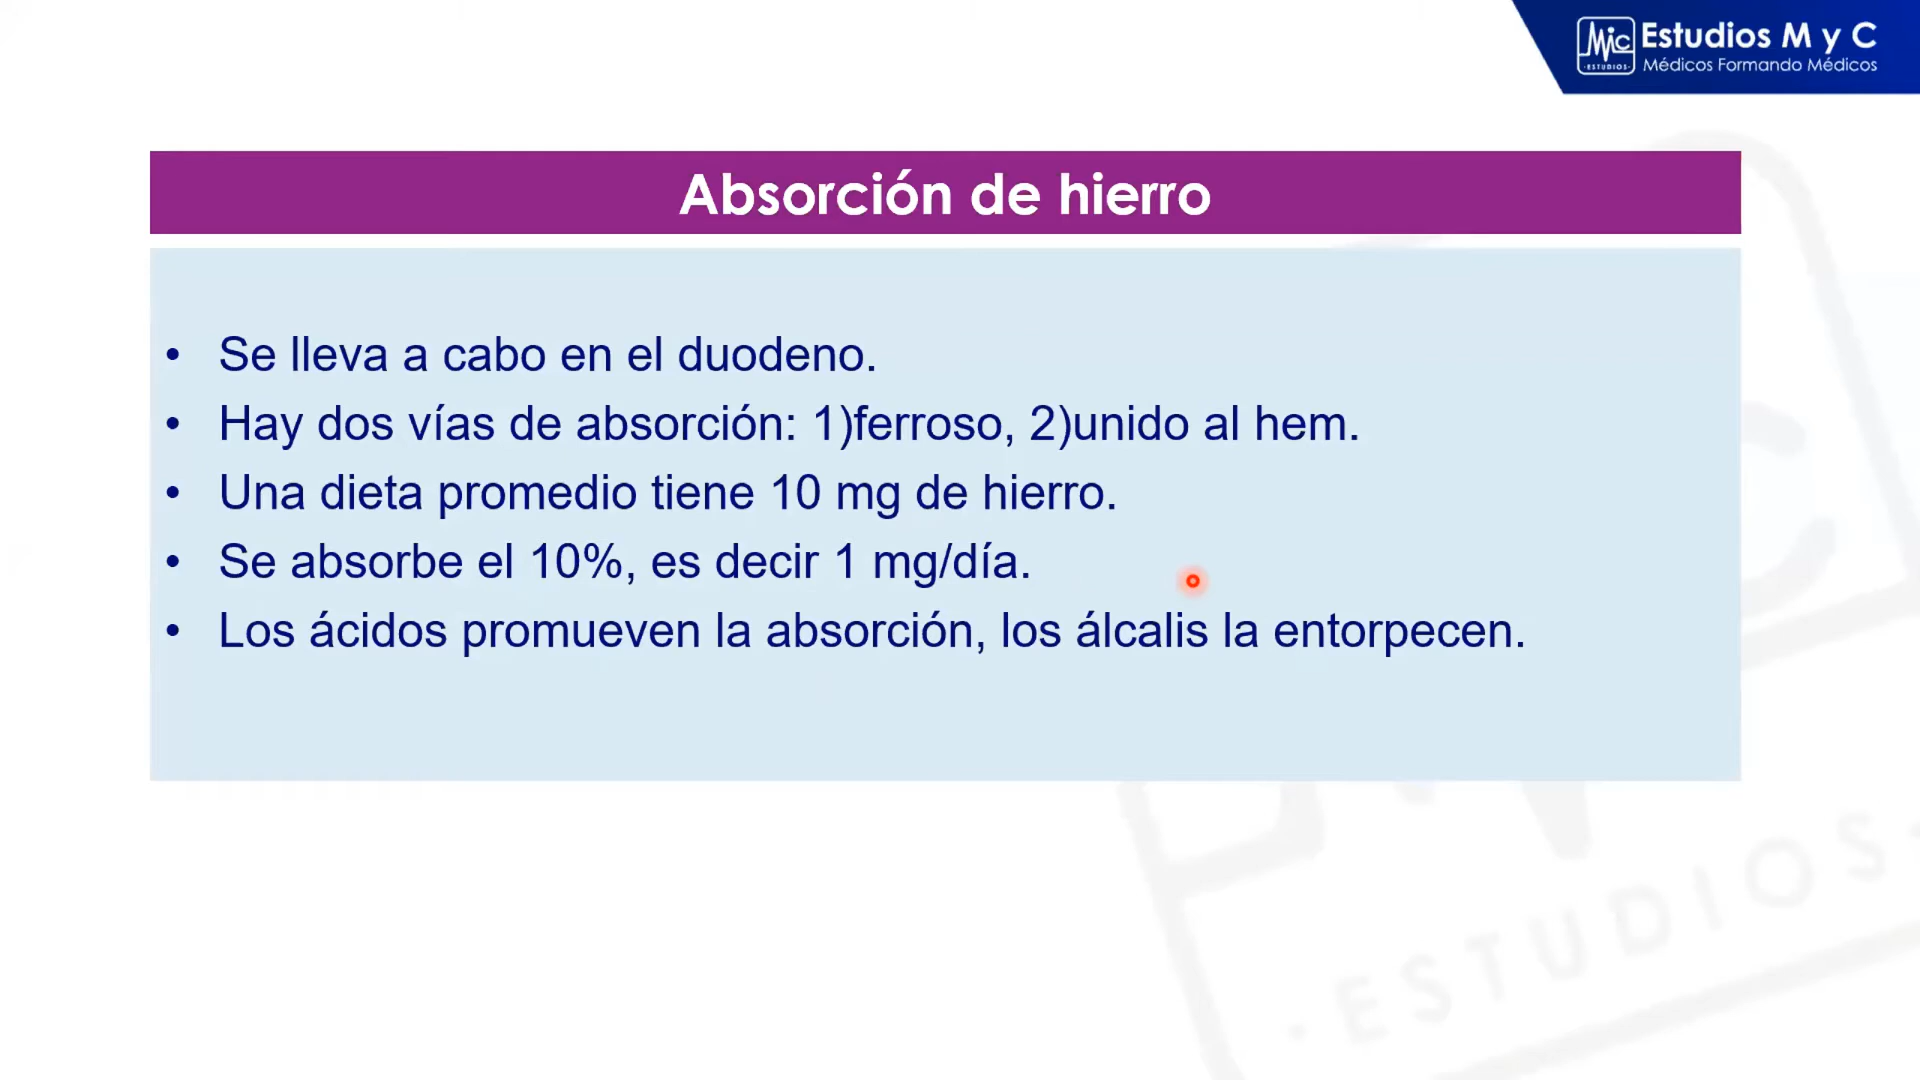 Estudios M y C
Médicos Formando Médicos
MyC
·ESTUDIOS·
Absorción de hierro
• Se lleva a cabo en el duodeno.
• Hay dos vías de absorción: 1)ferroso, 2)unido al hem.
• Una dieta promedio tiene 10 mg de hierro.
• Se absorbe el 10%, es decir 1 mg/día.
• Los ácidos promueven la absorción, los álcalis la entorpecen.
·ESTUDIOS·